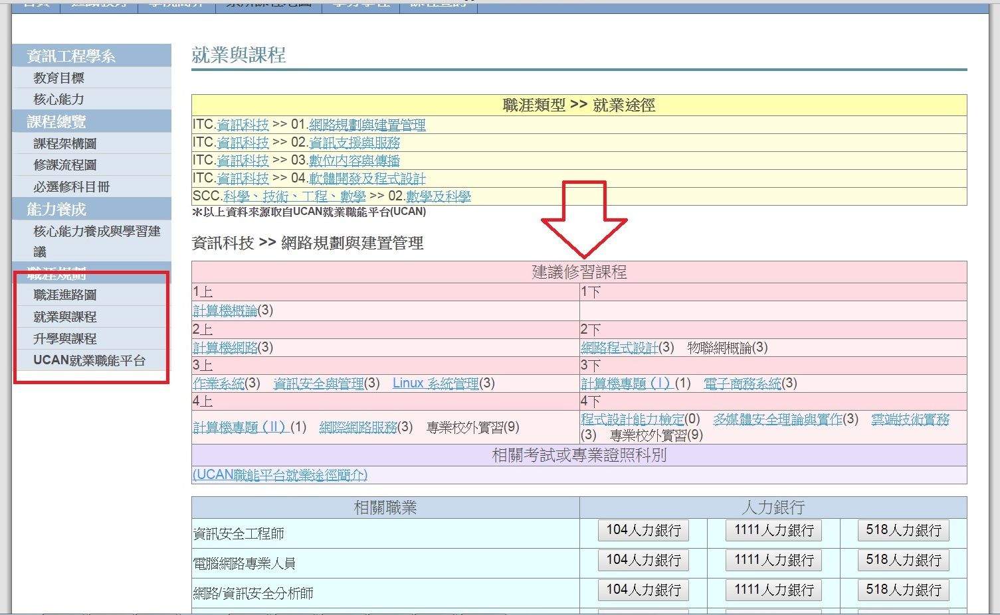 資訊工程學系
教育目標
核心能力
課程總覽
課程架構圖
修課流程圖
必選修科目冊
能力養成
核心能力養成與學習建
議
職涯規劃
職涯進路圖
就業與課程
升學與課程
UCAN就業職能平台
就業與課程
職涯類型 >> 就業途徑
ITC.資訊科技 >> 01.網路規劃與建置管理
ITC.資訊科技 >> 02.資訊支援與服務
ITC.資訊科技 >> 03.數位內容與傳播
ITC.資訊科技 >> 04.軟體開發及程式設計
SCC.科學、技術、工程、數學 >> 02.數學及科學
＊以上資料來源取自UCAN就業職能平台(UCAN)
資訊科技 >> 網路規劃與建置管理
建議修習課程
1上 1下
計算機概論(3)
2上 2下
計算機網路(3) 網路程式設計(3) 物聯網概論(3)
3上 3下
作業系統(3) 資訊安全與管理(3) Linux 系統管理(3) 計算機專題（I）(1) 電子商務系統(3)
4上 4下
計算機專題（II）(1) 網際網路服務(3) 專業校外實習(9)
程式設計能力檢定(0) 多媒體安全理論與實作(3) 雲端技術實務
(3) 專業校外實習(9)
相關考試或專業證照科別
(UCAN職能平台就業途徑簡介)
相關職業 人力銀行
資訊安全工程師 104人力銀行 1111人力銀行 518人力銀行
電腦網路專業人員 104人力銀行 1111人力銀行 518人力銀行
網路/資訊安全分析師 104人力銀行 1111人力銀行 518人力銀行